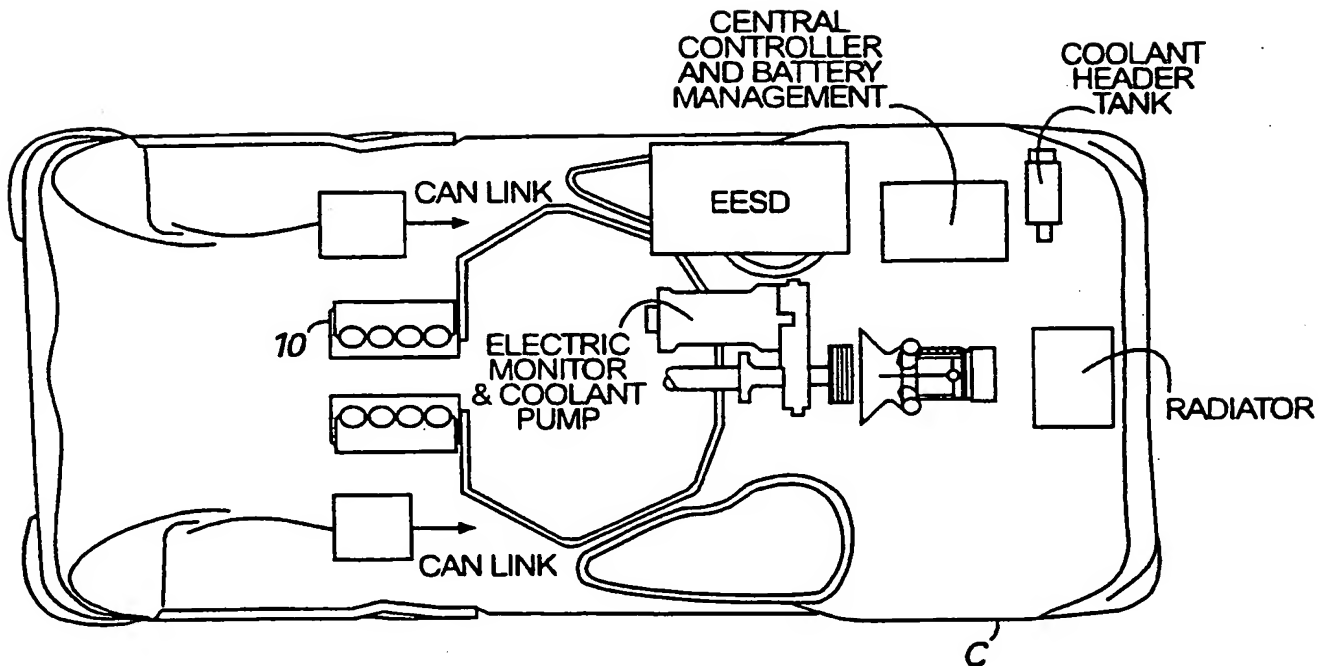 CENTRAL
CONTROLLER
AND BATTERY
MANAGEMENT
COOLANT
HEADER
TANK
CAN LINK
EESD
10
ELECTRIC
MONITOR
& COOLANT
PUMP
RADIATOR
CAN LINK
C